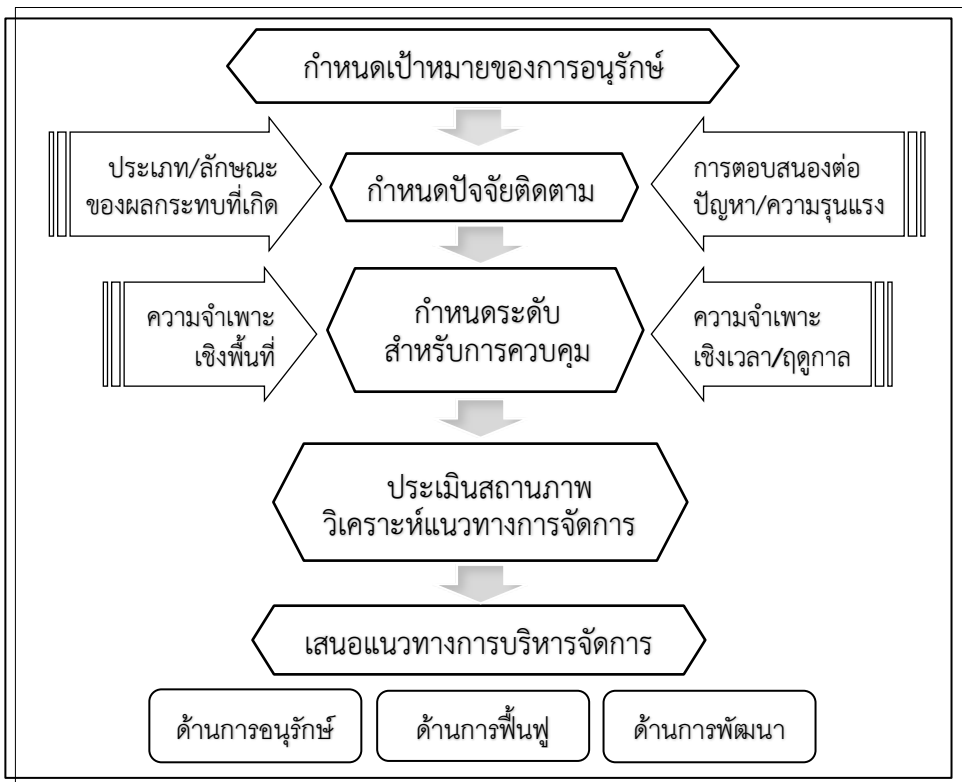 กำหนดเป้าหมายของการอนุรักษ์
ประเภท/ลักษณะ
ของผลกระทบที่เกิด
กำหนดปัจจัยติดตาม
การตอบสนองต่อ
ปัญหา/ความรุนแรง
ความจำเพาะ
เชิงพื้นที่
กำหนดระดับ
สำหรับการควบคุม
ความจำเพาะ
เชิงเวลา/ฤดูกาล
ประเมินสถานภาพ
วิเคราะห์แนวทางการจัดการ
เสนอแนวทางการบริหารจัดการ
ด้านการอนุรักษ์
ด้านการฟื้นฟู
ด้านการพัฒนา